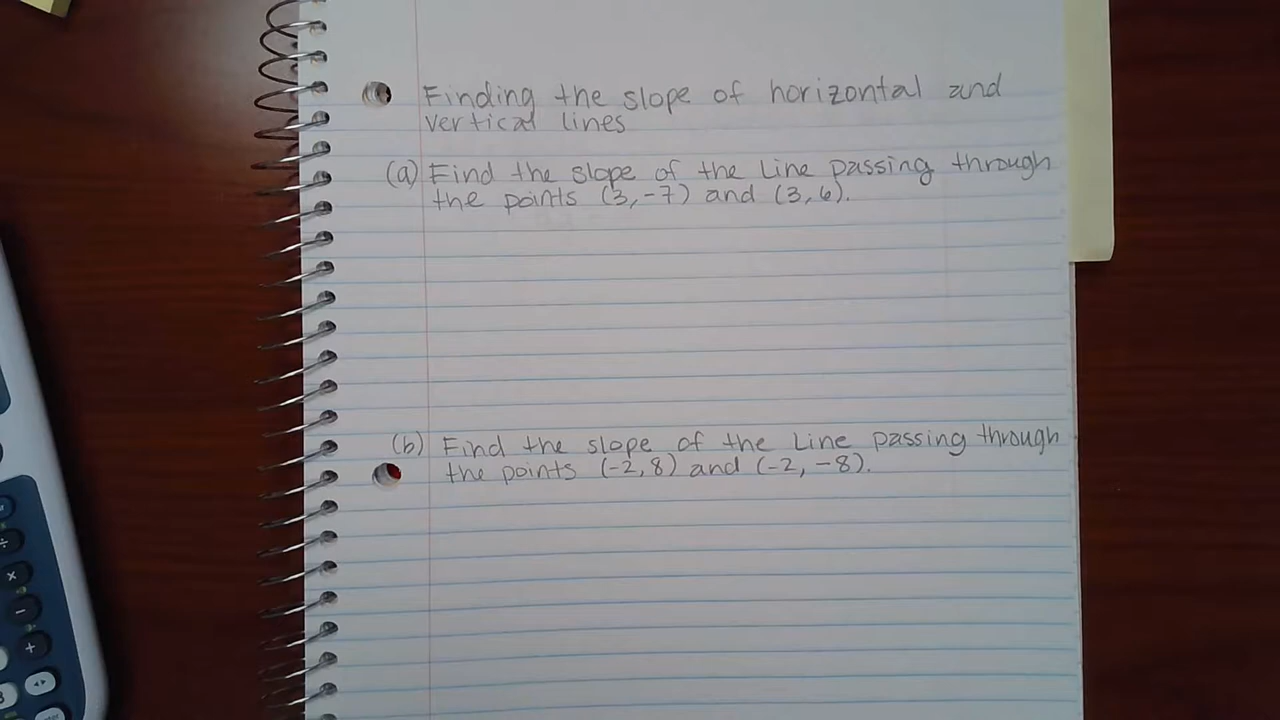 Finding the slope of horizontal and
vertical lines
(a) Find the slope of the Line passing through
the points (3,-7) and (3,6).
(b) Find the slope of the Line passing through
the points (-2,8) and (-2,-8).
÷
×
−
+